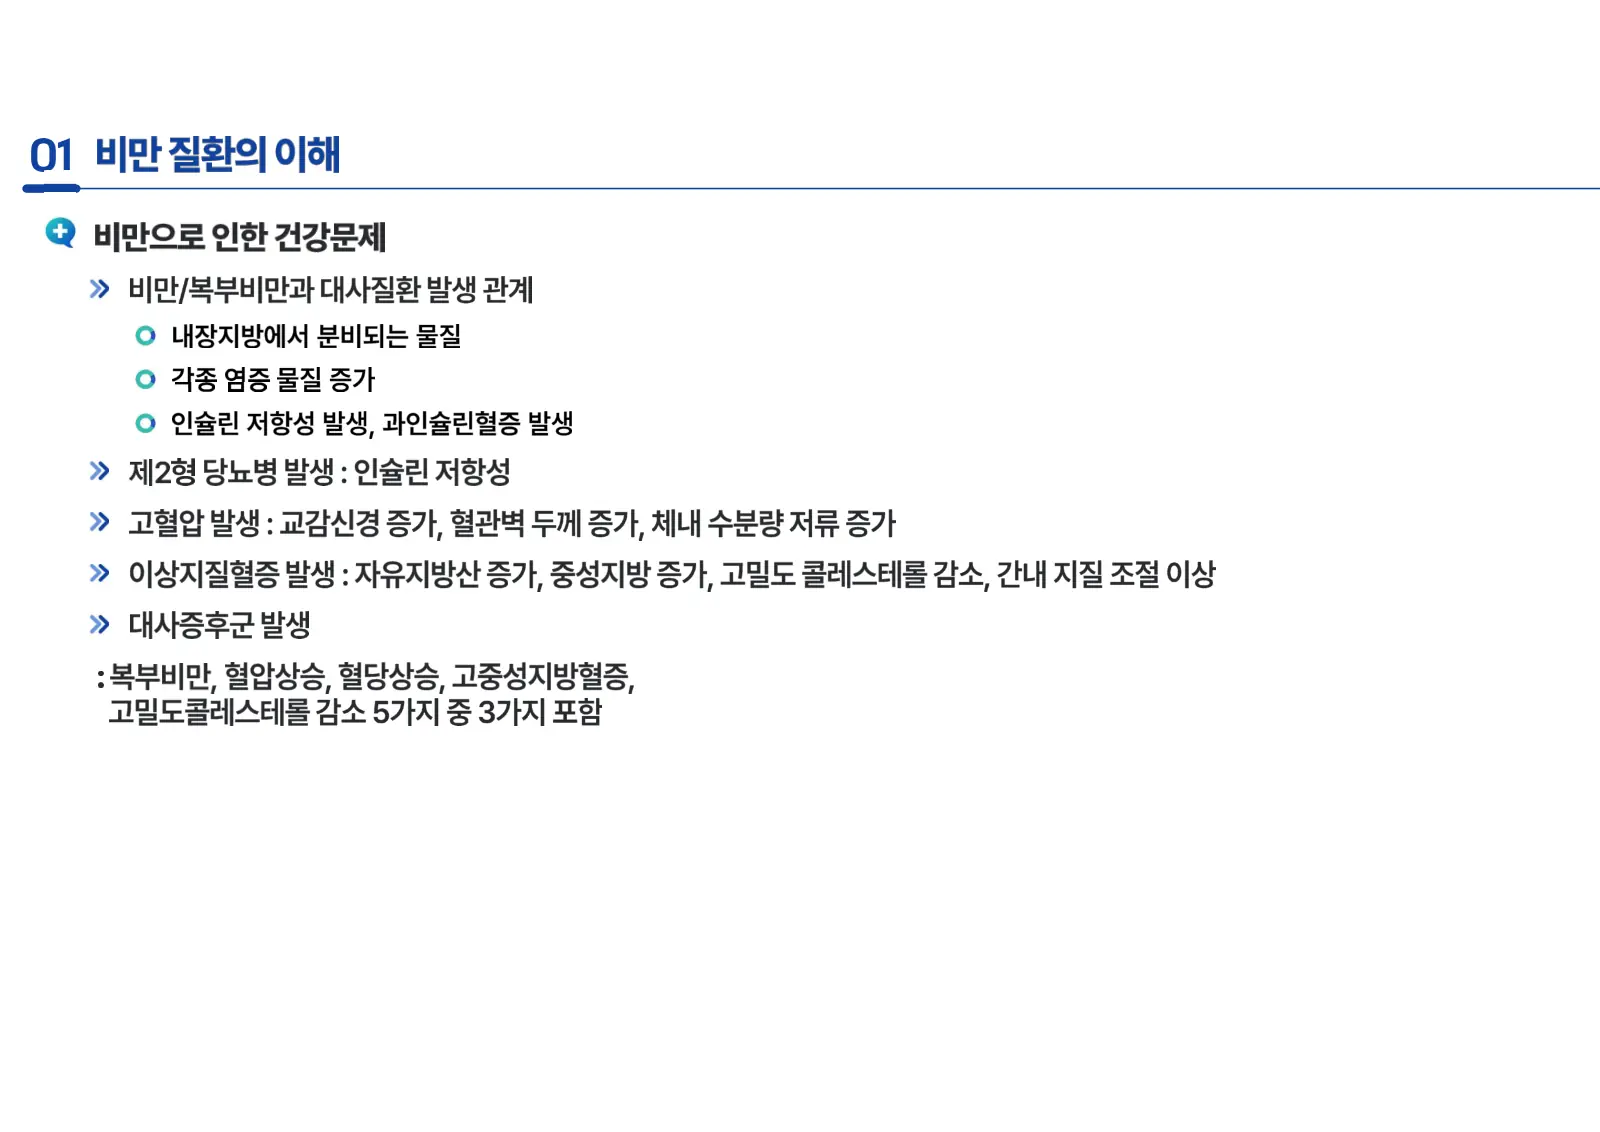 01 비만 질환의 이해
비만으로 인한 건강문제
비만/복부비만과 대사질환 발생 관계
내장지방에서 분비되는 물질
각종 염증 물질 증가
인슐린 저항성 발생, 과인슐린혈증 발생
제2형 당뇨병 발생 : 인슐린 저항성
고혈압 발생 : 교감신경 증가, 혈관벽 두께 증가, 체내 수분량 저류 증가
이상지질혈증 발생 : 자유지방산 증가, 중성지방 증가, 고밀도 콜레스테롤 감소, 간내 지질 조절 이상
대사증후군 발생
: 복부비만, 혈압상승, 혈당상승, 고중성지방혈증,
고밀도콜레스테롤 감소 5가지 중 3가지 포함